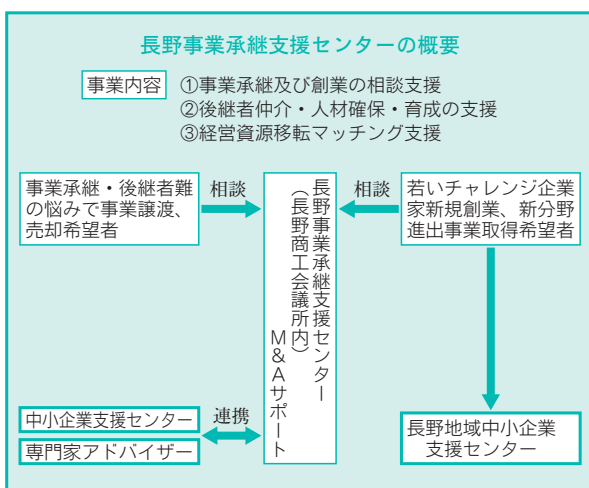 長野事業承継支援センターの概要
事業内容
①事業承継及び創業の相談支援
②後継者仲介・人材確保・育成の支援
③経営資源移転マッチング支援
事業承継・後継者難
の悩みで事業譲渡、
売却希望者
相談
長野事業承継支援センター
（長野商工会議所内）
M＆Aサポート
相談
若いチャレンジ企業
家新規創業、新分野
進出事業取得希望者
中小企業支援センター
専門家アドバイザー
連携
長野地域中小企業
支援センター